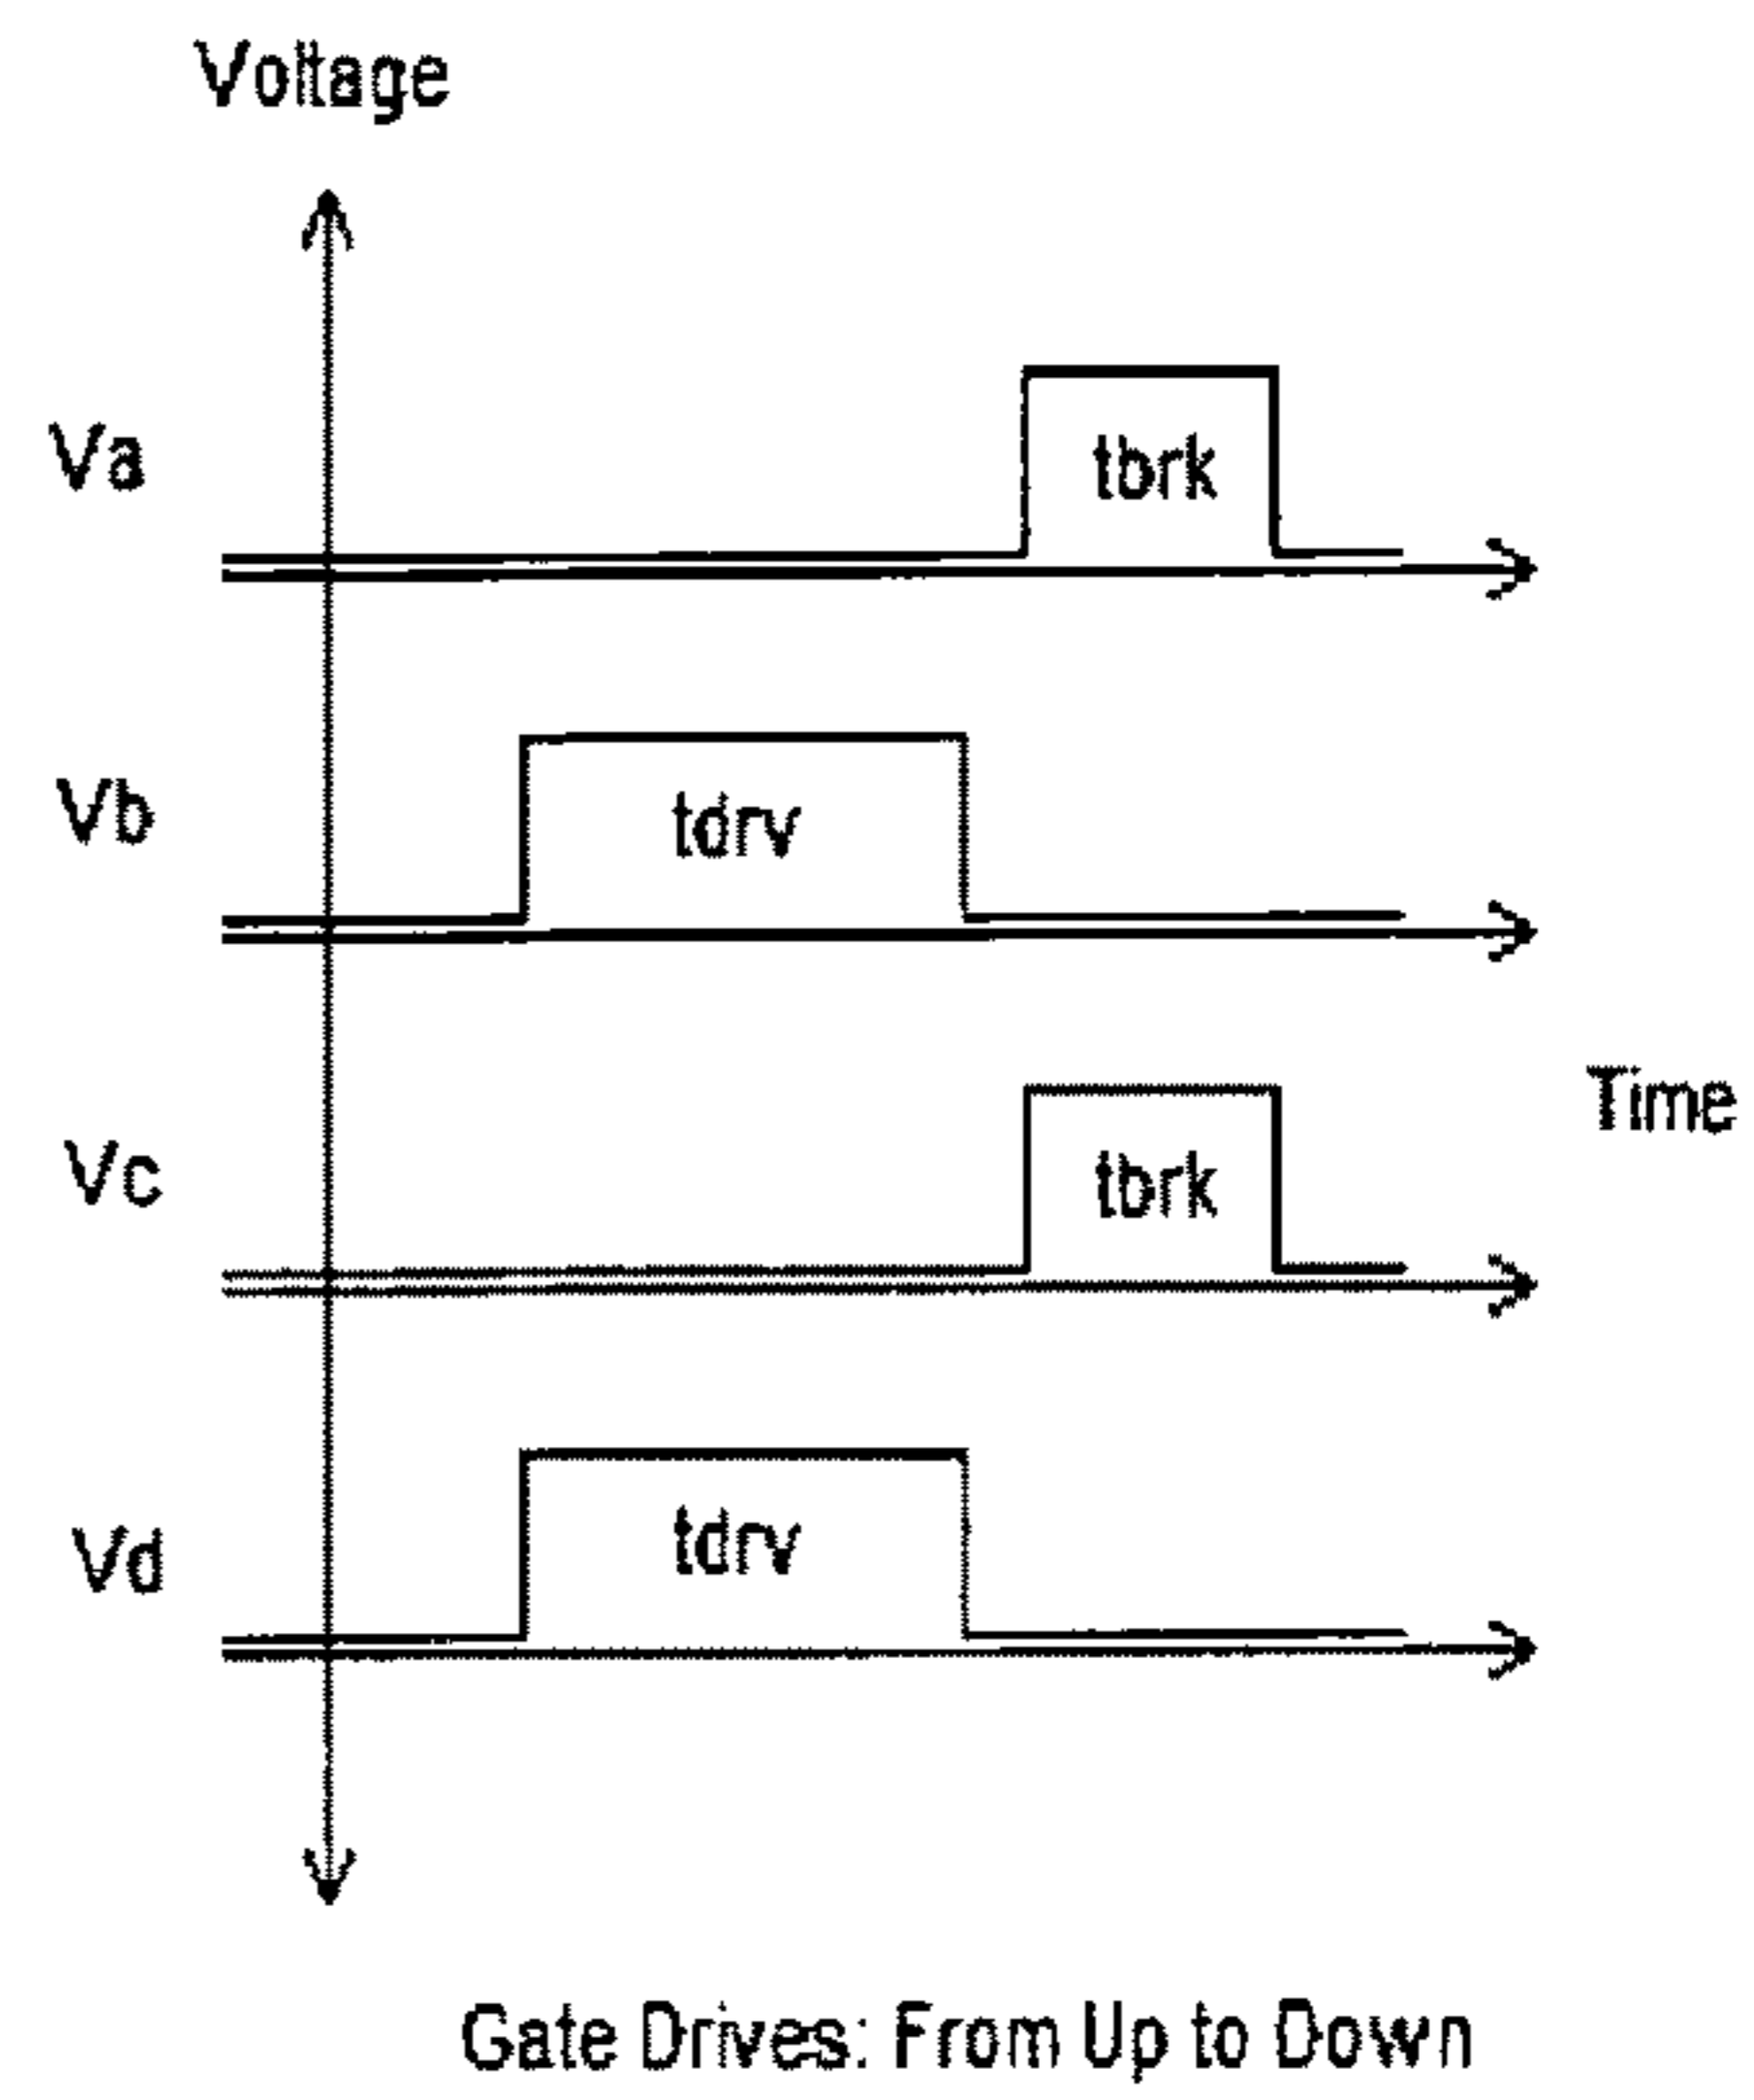 Voltage
Va
tbrk
Vb
tdrv
Time
Vc
tbrk
Vd
tdrv
Gate Drives: From Up to Down